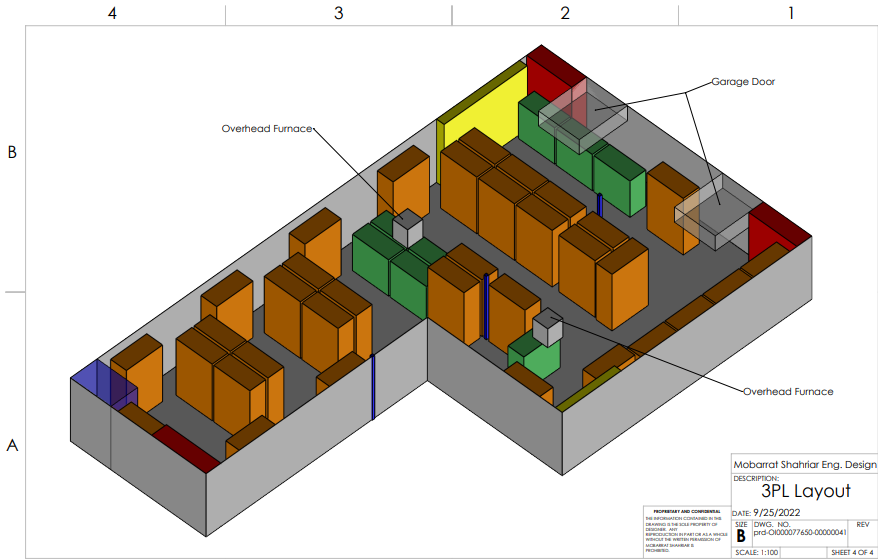 4 3 2 1
Garage Door
Overhead Furnace
B
A
Overhead Furnace
Mobarrat Shahriar Eng. Design
DESCRIPTION:
3PL Layout
DATE: 9/25/2022
SIZE DWG. NO. REV
B prd-OI000077650-00000041
SCALE: 1:100 SHEET 4 OF 4
PROPRIETARY AND CONFIDENTIAL
THE INFORMATION CONTAINED IN THIS
DRAWING IS THE SOLE PROPERTY OF
DESIGNER . ANY
REPRODUCTION IN PART OR AS A WHOLE
WITHOUT THE WRITTEN PERMISSION OF
MOBARRAT SHAHRIAR IS
PROHIBITED.